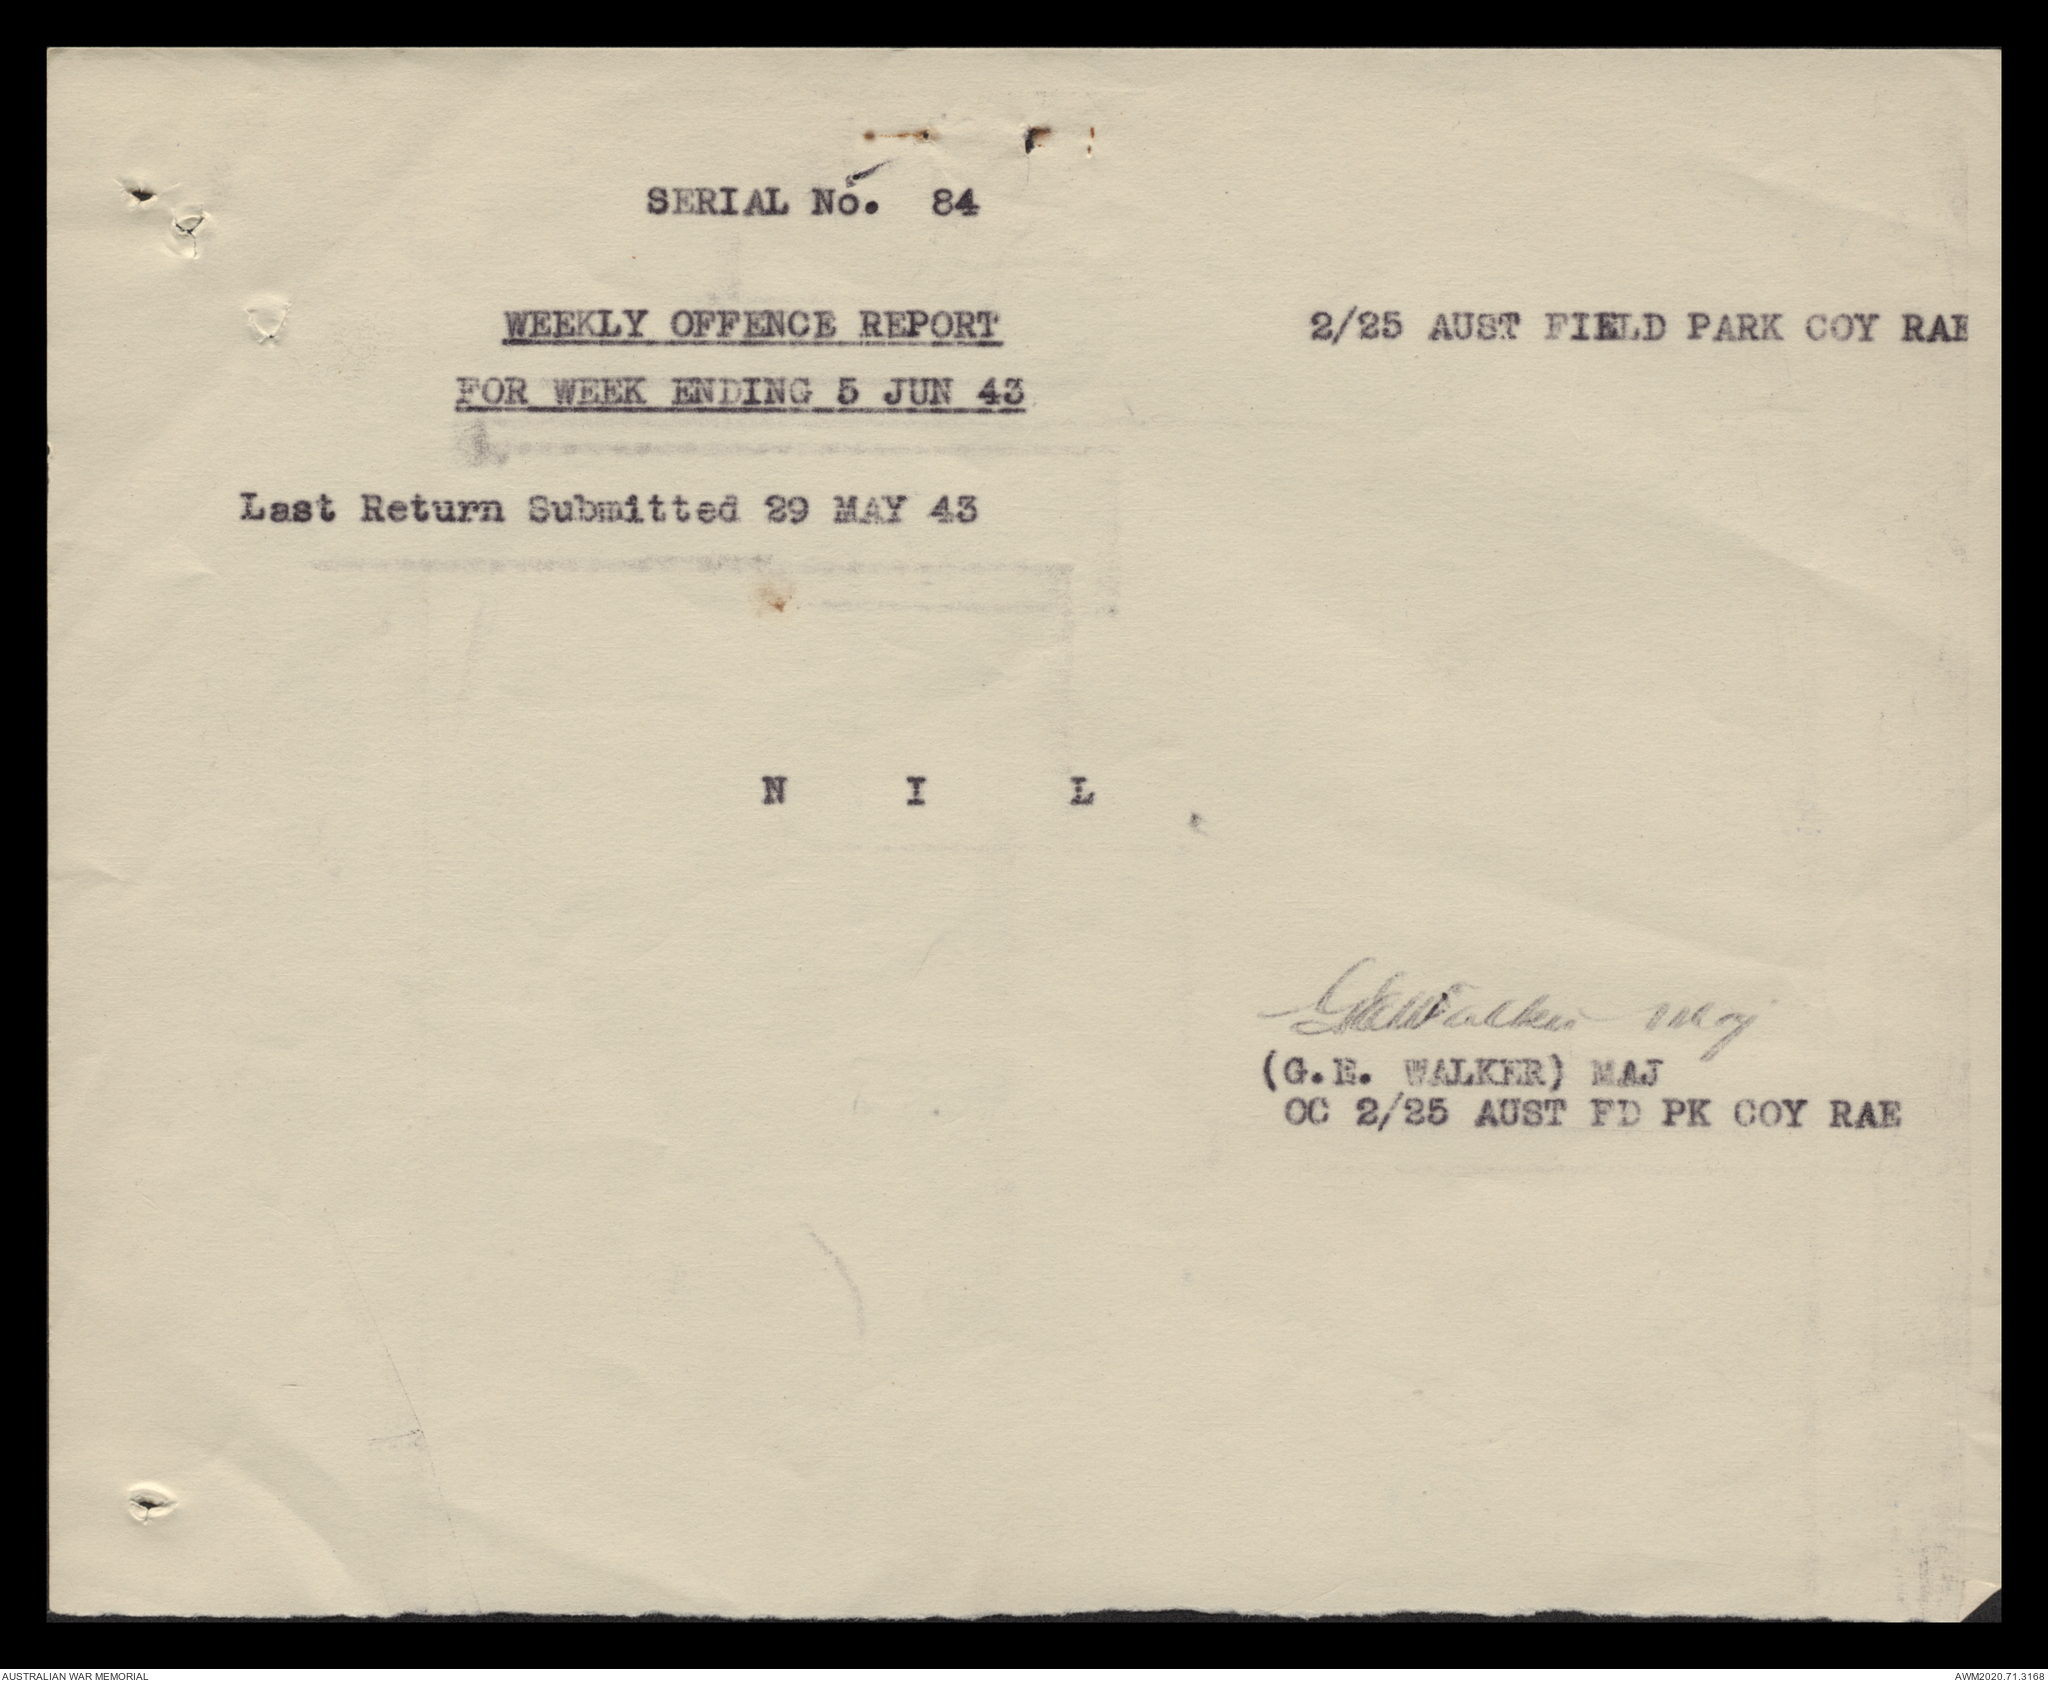 SERIAL No. 84
WEEKLY OFFENCE REPORT
2/25 AUST FIELD PARK COY RAE
FOR WEEK ENDING 5 JUN 43
Last Return Submitted 29 MAY 43
N I L
GEWalker Maj
(G.E. WALKER) MAJ
OC 2/25 AUST FD PK COY RAE
AUSTRALIAN WAR MEMORIAL
AWM2020.71.3168